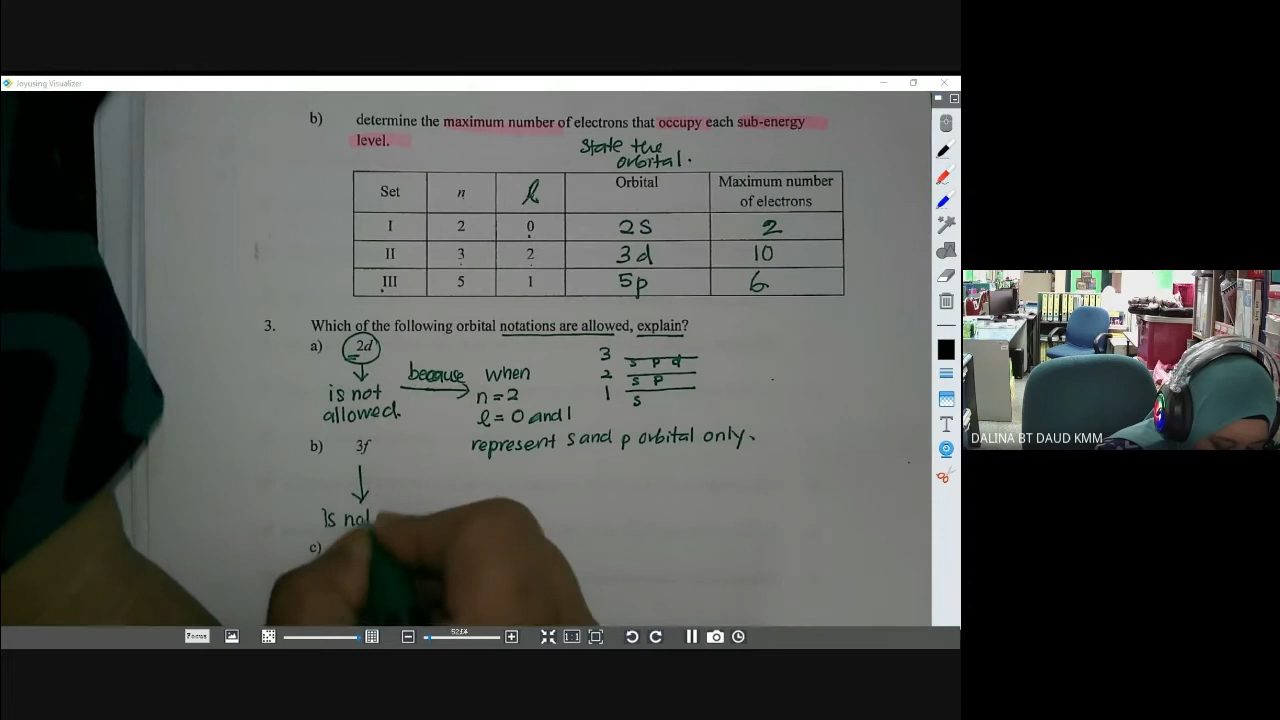 Joyusing Visualizer
b) determine the maximum number of electrons that occupy each sub-energy
level.
State the
orbital.
Set n l Orbital Maximum number
of electrons
I 2 0 2S 2
II 3 2 3d 10
III 5 1 5p 6
3. Which of the following orbital notations are allowed, explain?
a) 2d
is not
allowed.
because when
n=2
l = 0 and 1
represent s and p orbital only.
3 s p d
2 s p
1 s
b) 3f
Is not
c)
DALINA BT DAUD KMM
Focus
1:1
T